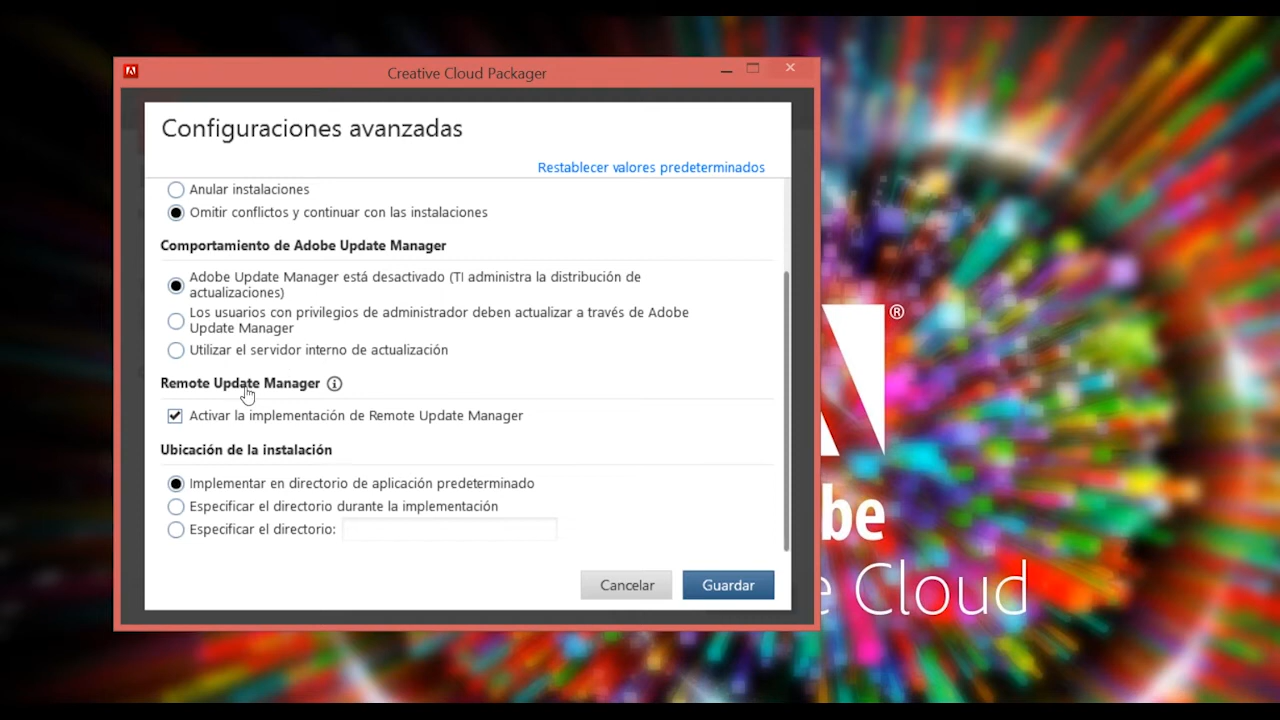 Creative Cloud Packager
Configuraciones avanzadas
Restablecer valores predeterminados
Anular instalaciones
Omitir conflictos y continuar con las instalaciones
Comportamiento de Adobe Update Manager
Adobe Update Manager está desactivado (TI administra la distribución de
actualizaciones)
Los usuarios con privilegios de administrador deben actualizar a través de Adobe
Update Manager
Utilizar el servidor interno de actualización
Remote Update Manager
Activar la implementación de Remote Update Manager
Ubicación de la instalación
Implementar en directorio de aplicación predeterminado
Especificar el directorio durante la implementación
Especificar el directorio:
Cancelar
Guardar
®
be
e Cloud